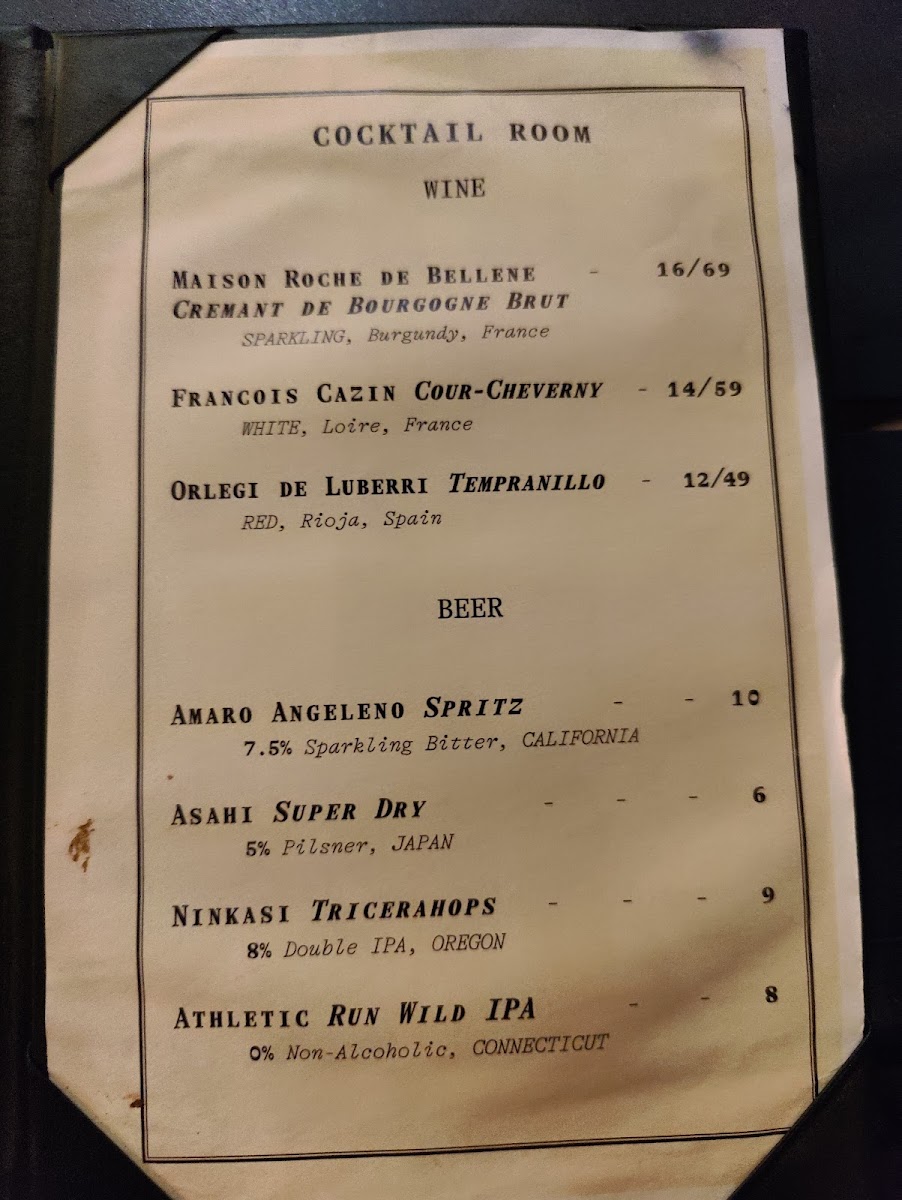 COCKTAIL ROOM
WINE
MAISON ROCHE DE BELLENE - 16/69
CREMANT DE BOURGOGNE BRUT
SPARKLING, Burgundy, France
FRANCOIS CAZIN COUR-CHEVERNY - 14/59
WHITE, Loire, France
ORLEGI DE LUBERRI TEMPRANILLO - 12/49
RED, Rioja, Spain
BEER
AMARO ANGELENO SPRITZ - - 10
7.5% Sparkling Bitter, CALIFORNIA
ASAHI SUPER DRY - - - 6
5% Pilsner, JAPAN
NINKASI TRICERAHOPS - - - 9
8% Double IPA, OREGON
ATHLETIC RUN WILD IPA - - 8
0% Non-Alcoholic, CONNECTICUT